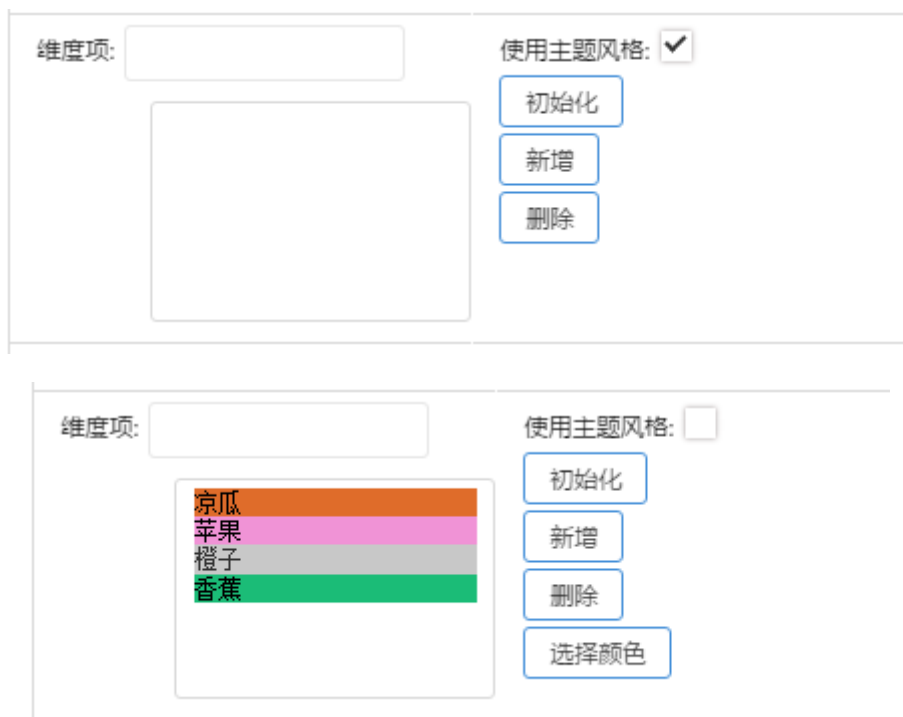 维度项: 使用主题风格:
初始化
新增
删除
维度项: 使用主题风格:
凉瓜
苹果
橙子
香蕉
初始化
新增
删除
选择颜色